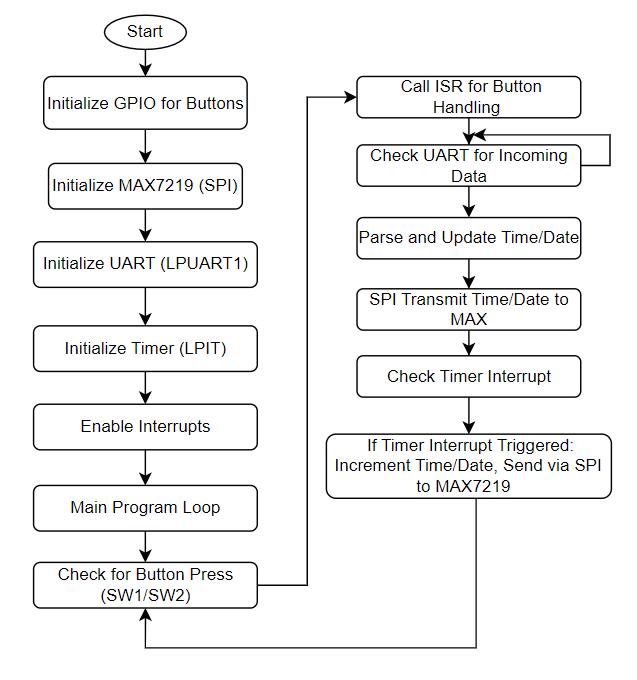 Start
Initialize GPIO for Buttons
Initialize MAX7219 (SPI)
Initialize UART (LPUART1)
Initialize Timer (LPIT)
Enable Interrupts
Main Program Loop
Check for Button Press
(SW1/SW2)
Call ISR for Button
Handling
Check UART for Incoming
Data
Parse and Update Time/Date
SPI Transmit Time/Date to
MAX
Check Timer Interrupt
If Timer Interrupt Triggered:
Increment Time/Date, Send via SPI
to MAX7219